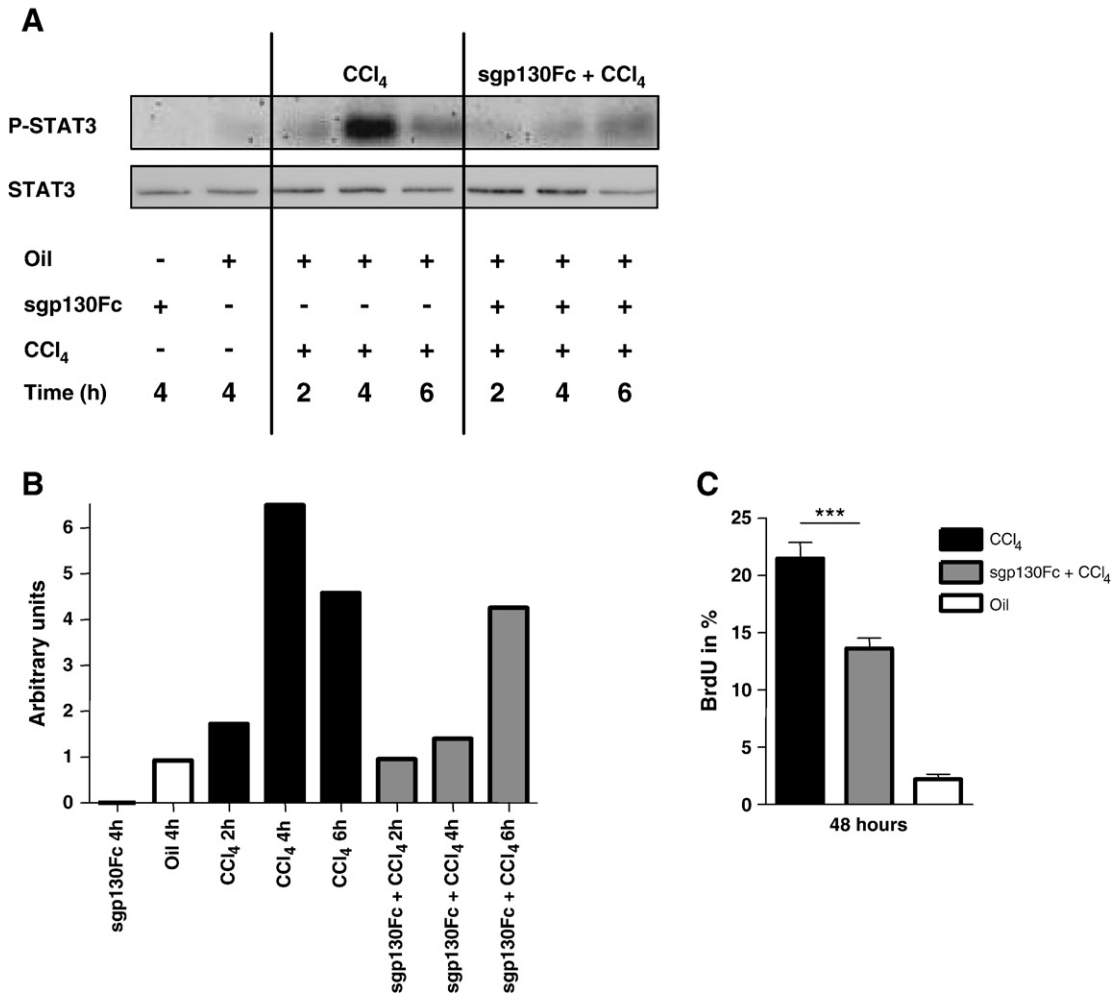 A
CCl₄ sgp130Fc + CCl₄
P-STAT3
STAT3
Oil - + + + + + + +
sgp130Fc + - - - - + + +
CCl₄ - - + + + + + +
Time (h) 4 4 2 4 6 2 4 6
B
Arbitrary units
6
5
4
3
2
1
0
sgp130Fc 4h
Oil 4h
CCl₄ 2h
CCl₄ 4h
CCl₄ 6h
sgp130Fc + CCl₄ 2h
sgp130Fc + CCl₄ 4h
sgp130Fc + CCl₄ 6h
C
BrdU in %
25
20
15
10
5
0
***
48 hours
CCl₄
sgp130Fc + CCl₄
Oil